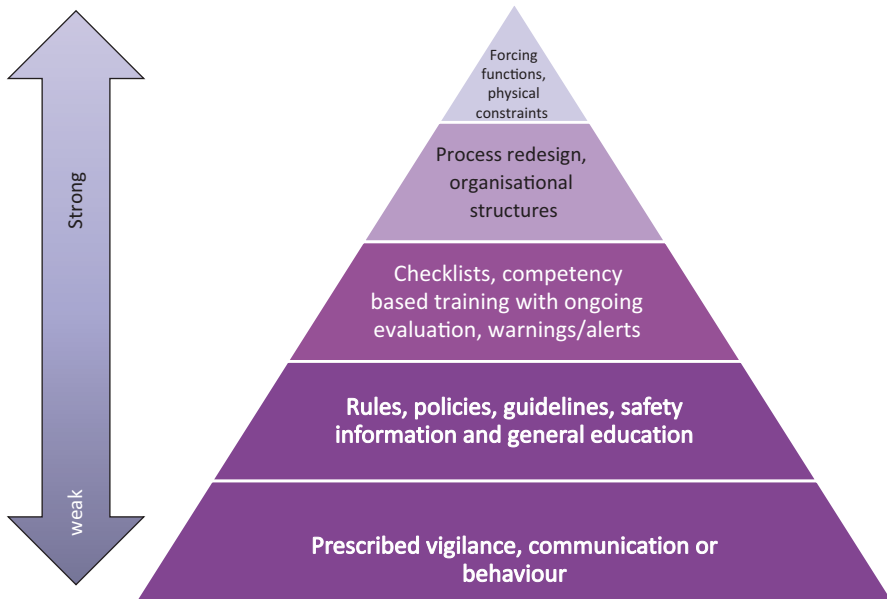 Strong
weak
Forcing
functions,
physical
constraints
Process redesign,
organisational
structures
Checklists, competency
based training with ongoing
evaluation, warnings/alerts
Rules, policies, guidelines, safety
information and general education
Prescribed vigilance, communication or
behaviour